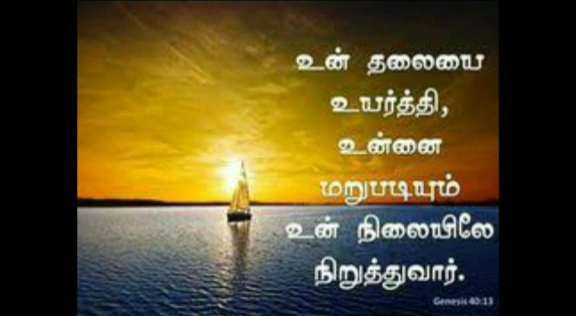 உன் தலையை
உயர்த்தி,
உன்னை
மறுபடியும்
உன் நிலையிலே
நிறுத்துவார்.
Genesis 40:13